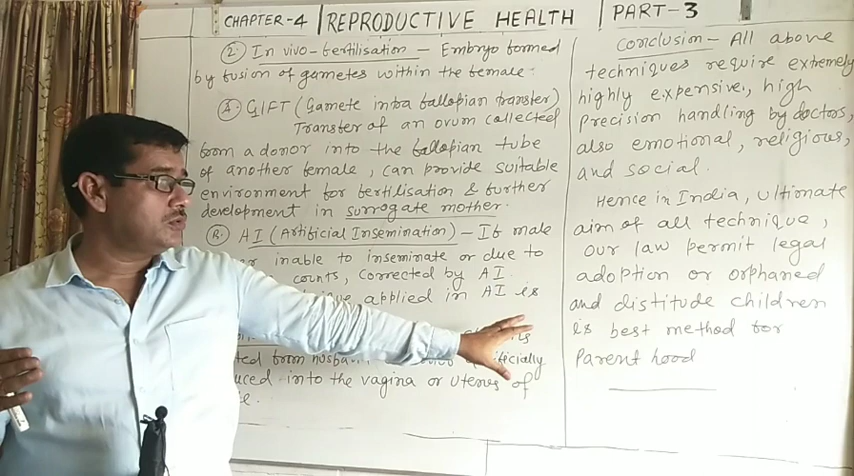 CHAPTER-4 | REPRODUCTIVE HEALTH | PART-3
2. In vivo-fertilisation - Embryo formed
by fusion of gametes within the female.
A. GIFT (Gamete intra fallopian transfer)
Transfer of an ovum collected
from a donor into the fallopian tube
of another female, can provide suitable
environment for fertilisation & further
development in surrogate mother.
B. AI (Artificial Insemination) - If male
inable to inseminate or due to
counts, corrected by AI.
applied in AI is
from husband
artificially
into the vagina or uterus of
Conclusion - All above
techniques require extremely
highly expensive, high
precision handling by doctors,
also emotional, religious,
and social.
Hence in India, ultimate
aim of all technique,
our law permit legal
adoption or orphaned
and distitude children
is best method for
Parent hood